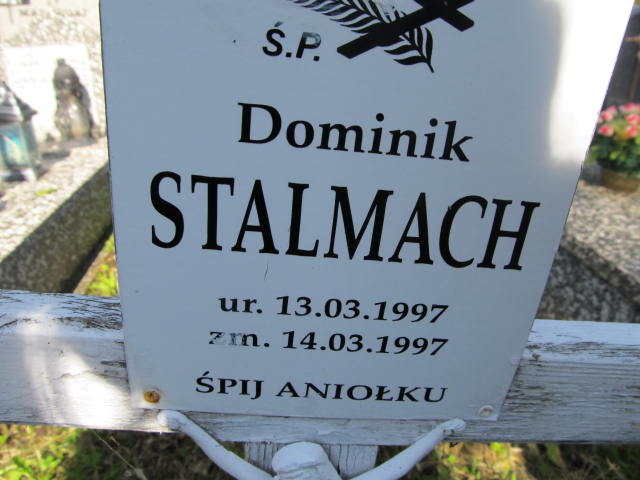 Ś.P.
Dominik
STALMACH
ur. 13.03.1997
zm. 14.03.1997
ŚPIJ ANIOŁKU